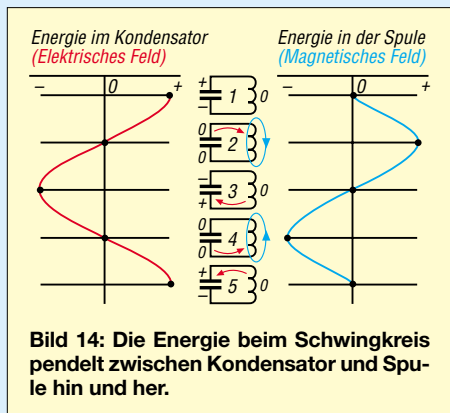 Energie im Kondensator
(Elektrisches Feld)
Energie in der Spule
(Magnetisches Feld)
– 0 +
– 0 +
+ – 1 0
0 0 2
– + 3 0
0 0 4
+ – 5 0
Bild 14: Die Energie beim Schwingkreis
pendelt zwischen Kondensator und Spu-
le hin und her.